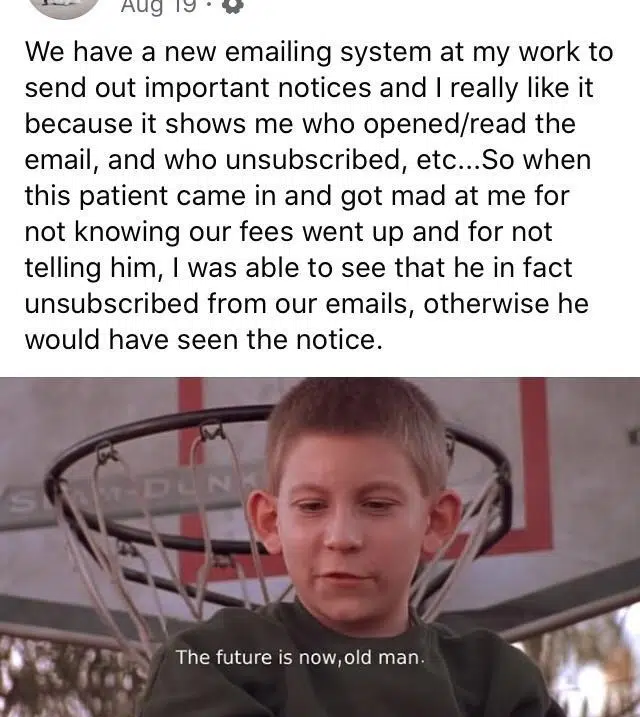 Aug 19 ·
We have a new emailing system at my work to
send out important notices and I really like it
because it shows me who opened/read the
email, and who unsubscribed, etc...So when
this patient came in and got mad at me for
not knowing our fees went up and for not
telling him, I was able to see that he in fact
unsubscribed from our emails, otherwise he
would have seen the notice.
The future is now,old man.